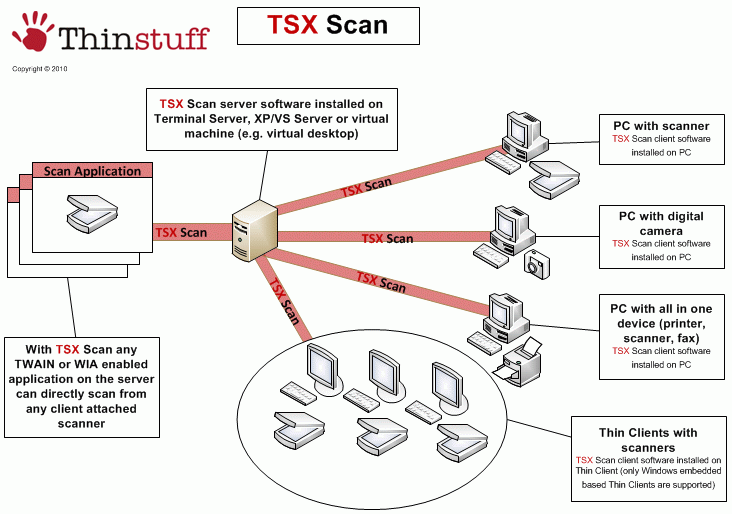 Thinstuff
TSX Scan
Copyright © 2010
TSX Scan server software installed on
Terminal Server, XP/VS Server or virtual
machine (e.g. virtual desktop)
PC with scanner
TSX Scan client software
installed on PC
Scan Application
TSX Scan
TSX Scan
TSX Scan
TSX Scan
TSX Scan
PC with digital
camera
TSX Scan client software
installed on PC
PC with all in one
device (printer,
scanner, fax)
TSX Scan client software
installed on PC
With TSX Scan any
TWAIN or WIA enabled
application on the server
can directly scan from
any client attached
scanner
Thin Clients with
scanners
TSX Scan client software installed on
Thin Client (only Windows embedded
based Thin Clients are supported)